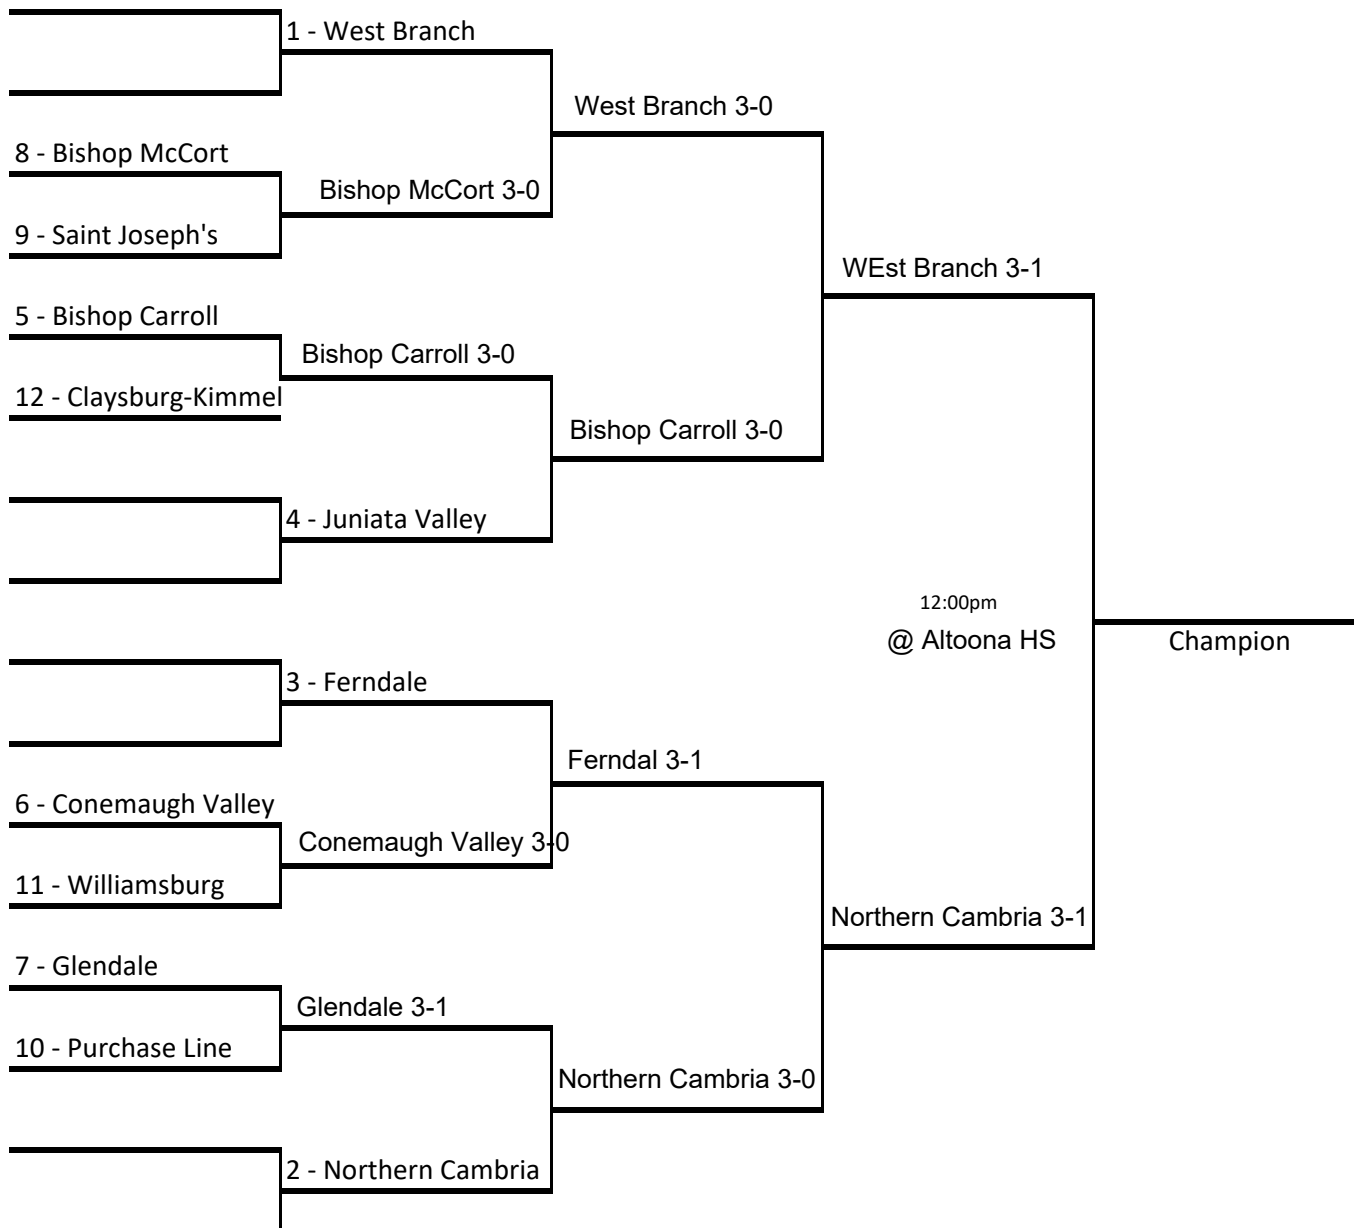 1 - West Branch
West Branch 3-0
8 - Bishop McCort
Bishop McCort 3-0
9 - Saint Joseph's
WEst Branch 3-1
5 - Bishop Carroll
Bishop Carroll 3-0
12 - Claysburg-Kimmel
Bishop Carroll 3-0
4 - Juniata Valley
12:00pm
@ Altoona HS
Champion
3 - Ferndale
Ferndal 3-1
6 - Conemaugh Valley
Conemaugh Valley 3-0
11 - Williamsburg
Northern Cambria 3-1
7 - Glendale
Glendale 3-1
10 - Purchase Line
Northern Cambria 3-0
2 - Northern Cambria